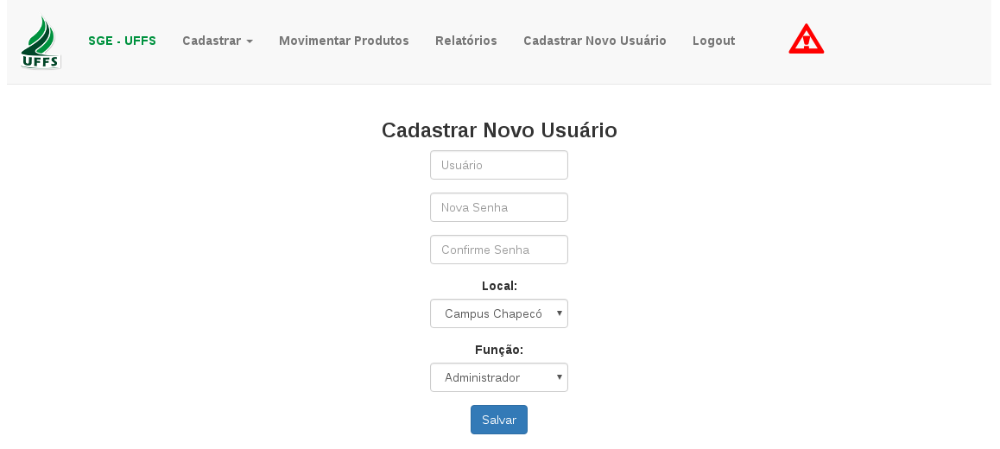 UFFS
SGE - UFFS Cadastrar Movimentar Produtos Relatórios Cadastrar Novo Usuário Logout
Cadastrar Novo Usuário
Usuário
Nova Senha
Confirme Senha
Local:
Campus Chapecó
Função:
Administrador
Salvar